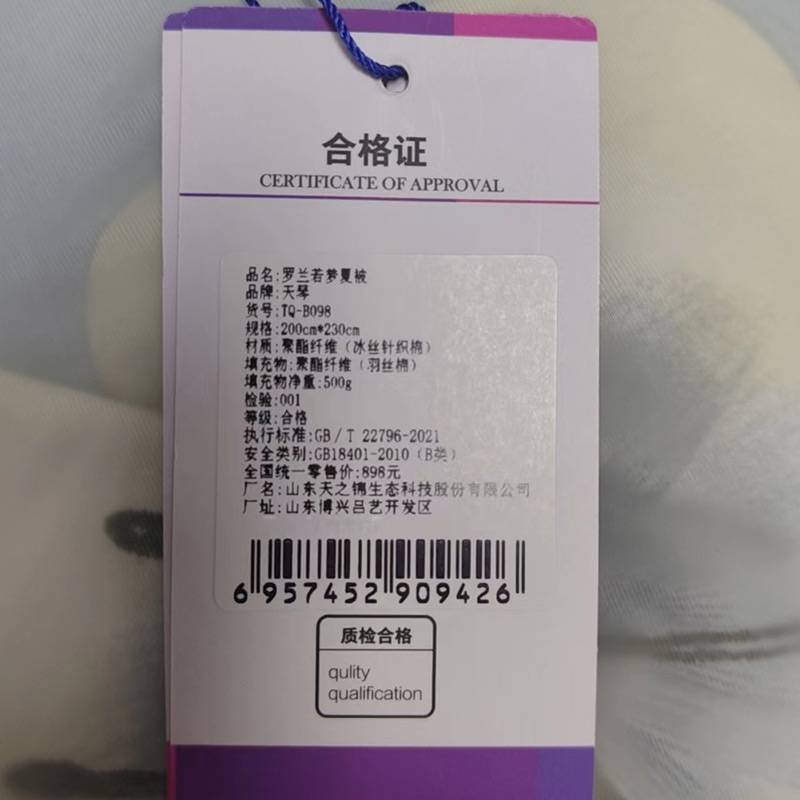 合格证
CERTIFICATE OF APPROVAL
品名:罗兰若梦夏被
品牌:天琴
货号:TQ-B098
规格:200cm*230cm
材质:聚酯纤维（冰丝针织棉）
填充物:聚酯纤维（羽丝棉）
填充物净重:500g
检验:001
等级:合格
执行标准:GB/T 22796-2021
安全类别:GB18401-2010（B类）
全国统一零售价:898元
厂名:山东天之锦生态科技股份有限公司
厂址:山东博兴吕艺开发区
6957452909426
质检合格
qulity
qualification